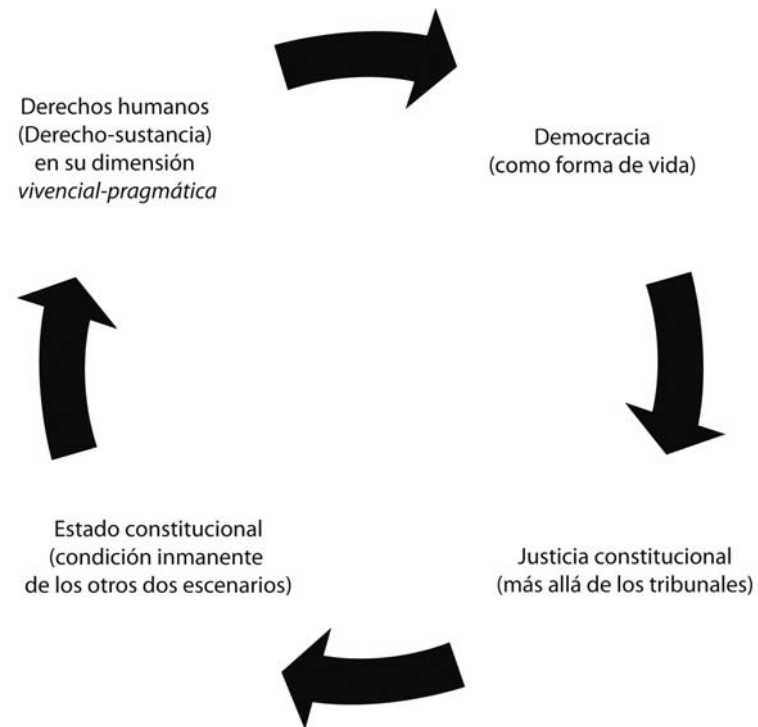 Derechos humanos
(Derecho-sustancia)
en su dimensión
vivencial-pragmática
Democracia
(como forma de vida)
Estado constitucional
(condición inmanente
de los otros dos escenarios)
Justicia constitucional
(más allá de los tribunales)